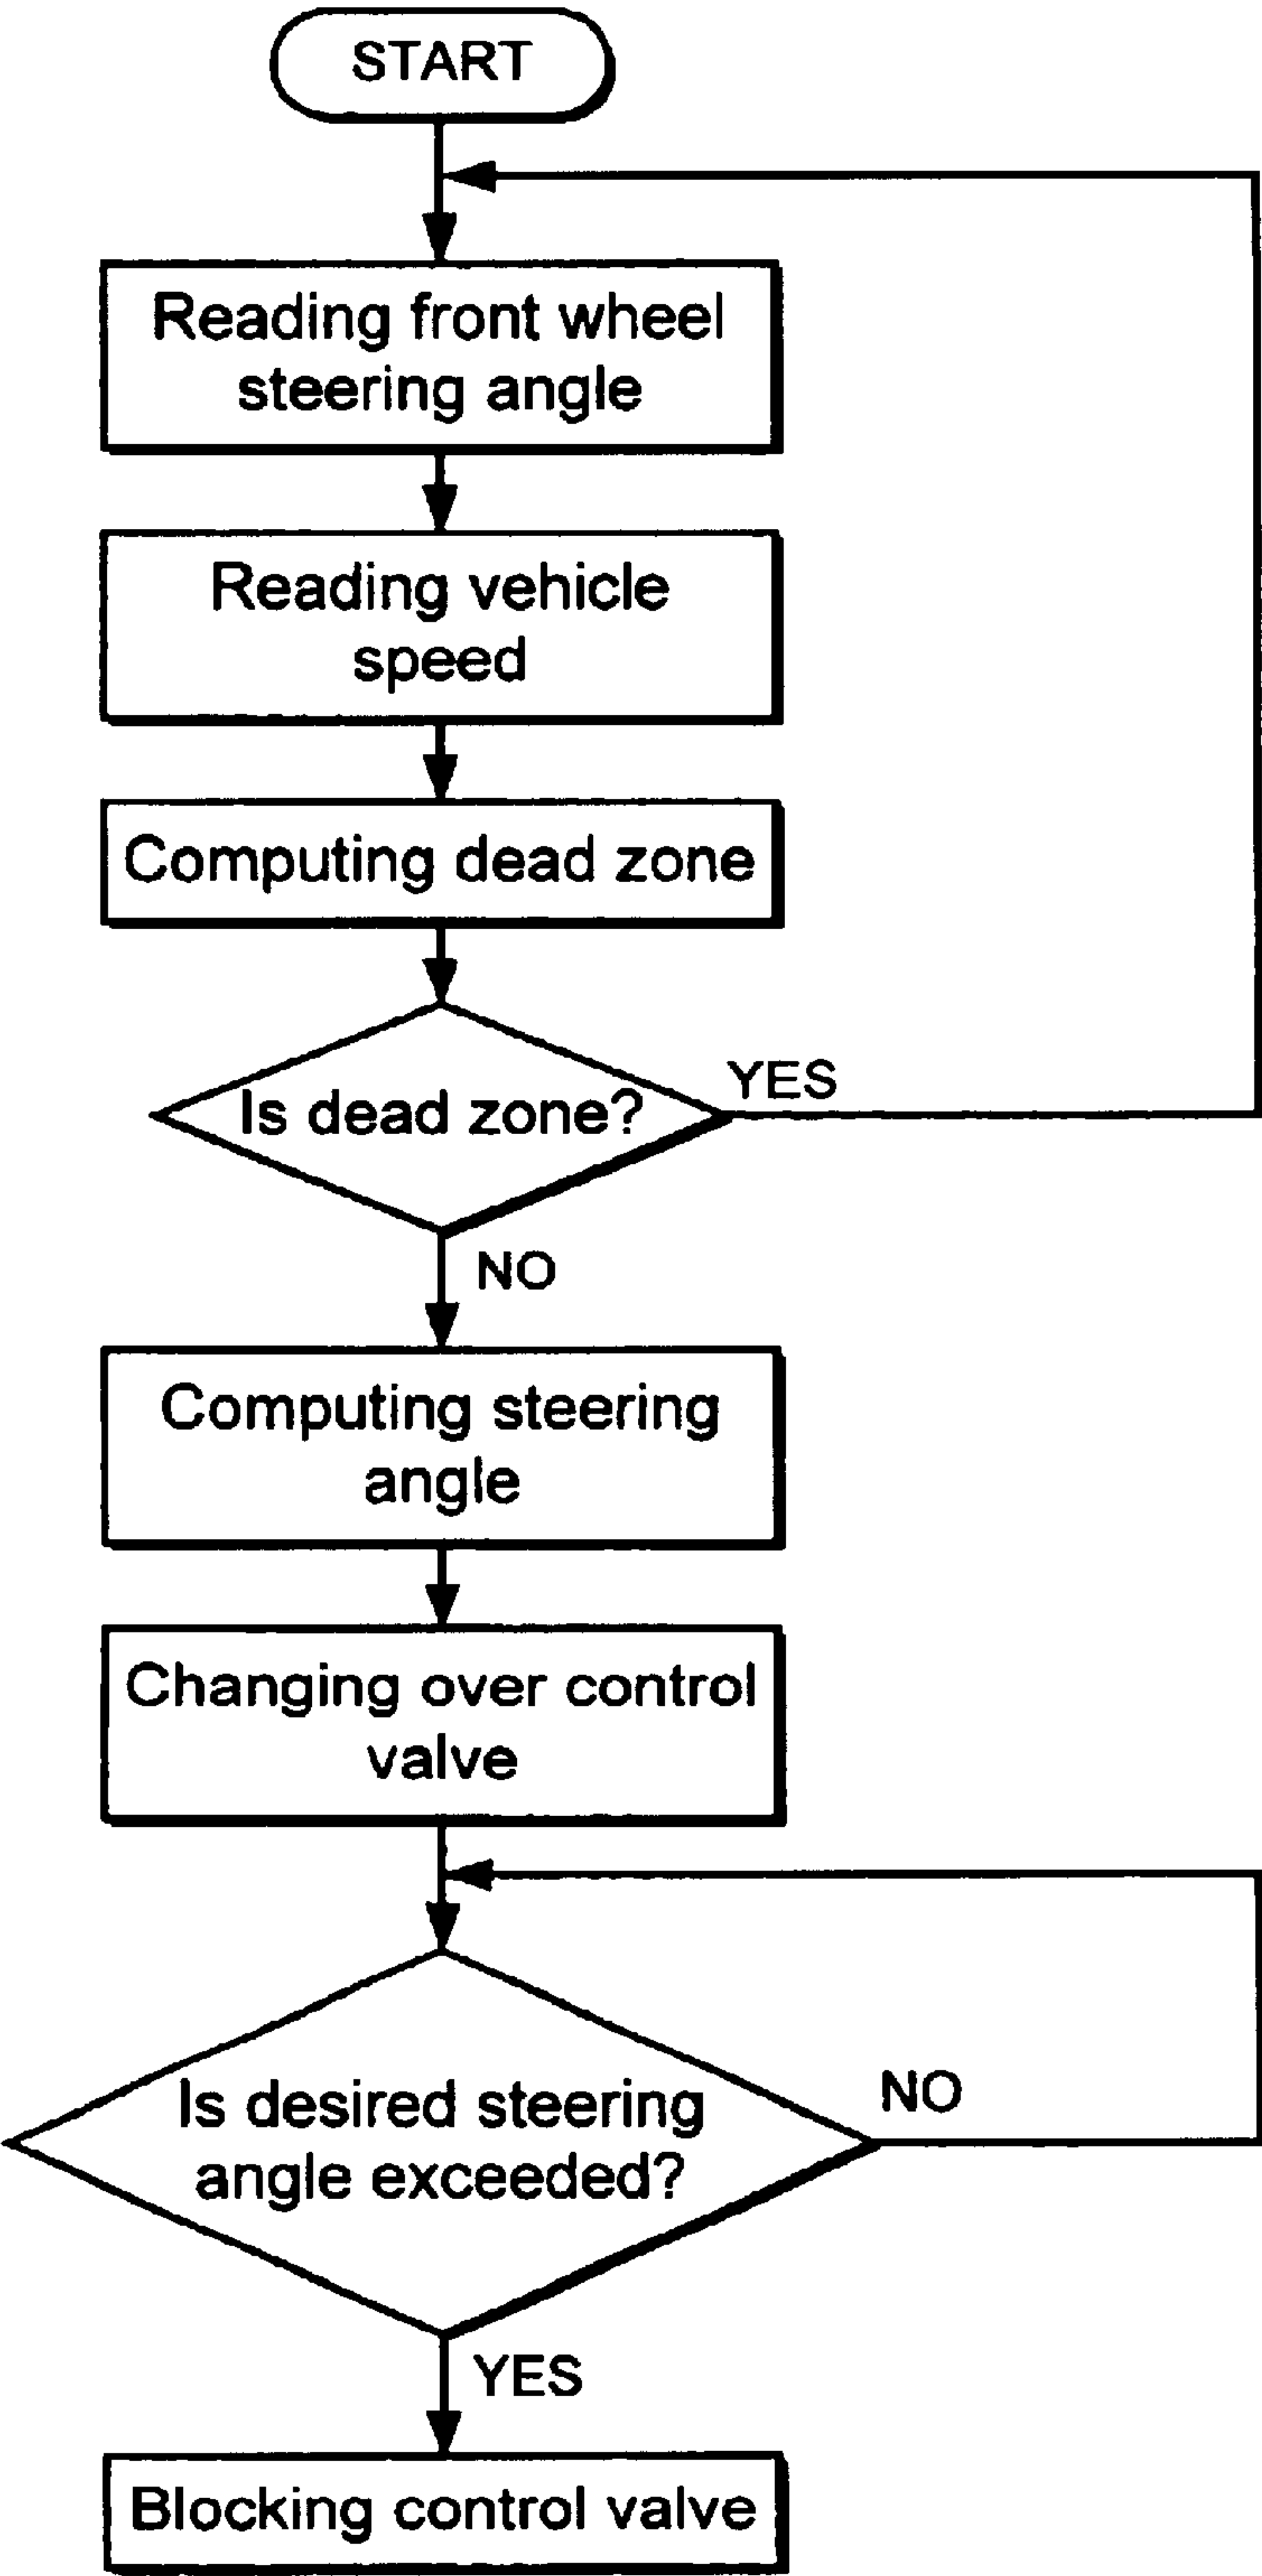 START
Reading front wheel
steering angle
Reading vehicle
speed
Computing dead zone
Is dead zone?
YES
NO
Computing steering
angle
Changing over control
valve
Is desired steering
angle exceeded?
NO
YES
Blocking control valve